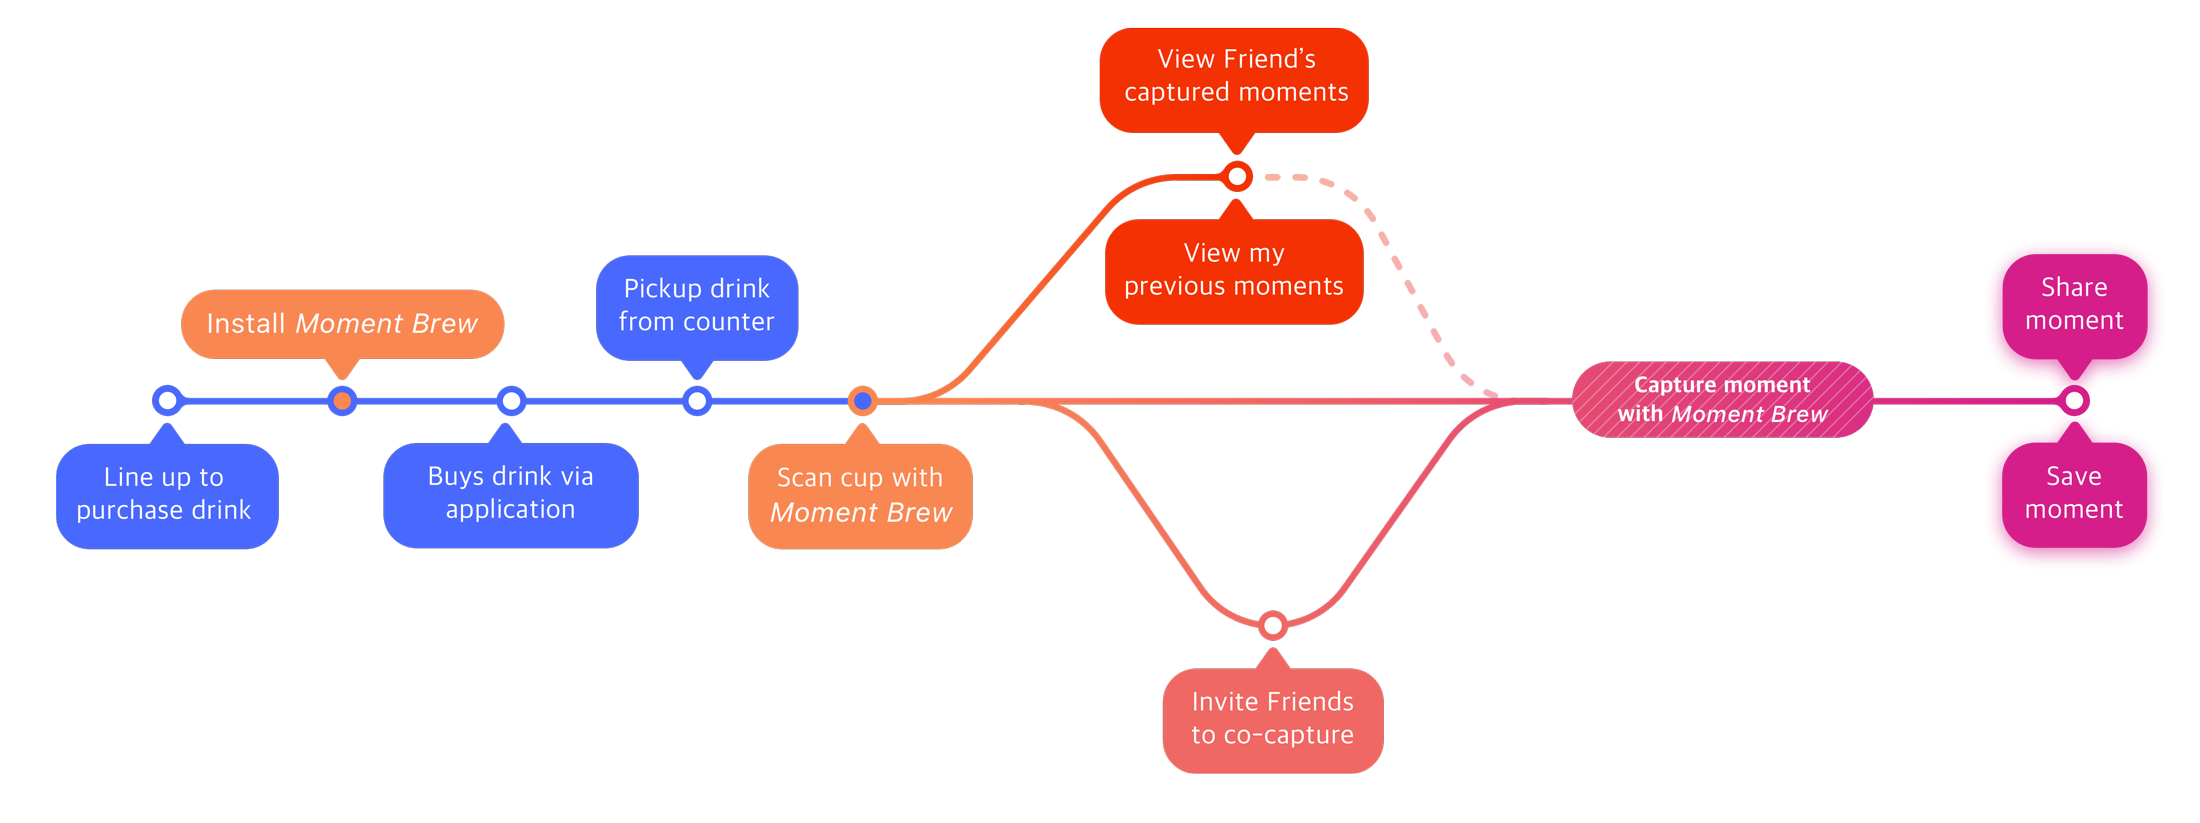 Line up to
purchase drink
Install Moment Brew
Buys drink via
application
Pickup drink
from counter
Scan cup with
Moment Brew
View Friend’s
captured moments
View my
previous moments
Invite Friends
to co-capture
Capture moment
with Moment Brew
Share
moment
Save
moment